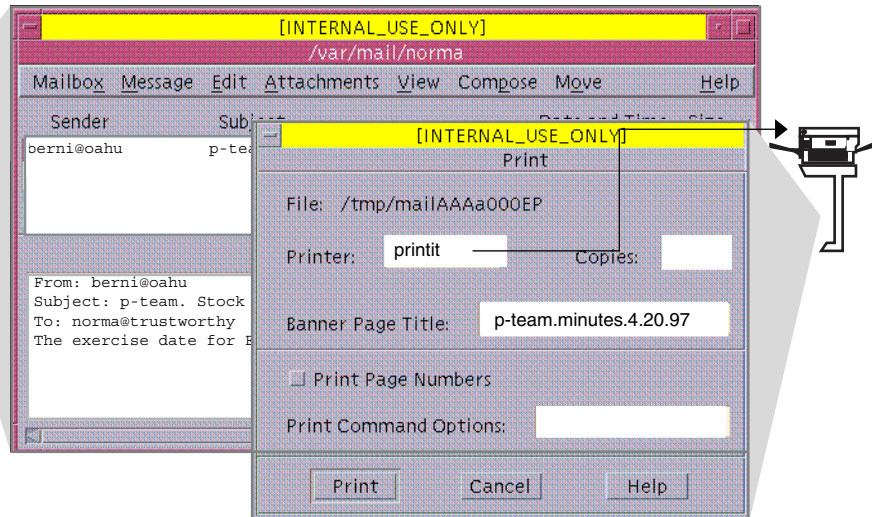 [INTERNAL_USE_ONLY]
/var/mail/norma
Mailbox Message Edit Attachments View Compose Move Help
Sender
berni@oahu
From: berni@oahu
Subject: p-team. Stock
To: norma@trustworthy
The exercise date for
[INTERNAL_USE_ONLY]
Print
File: /tmp/mailAAAa000EP
Printer: printit Copies:
Banner Page Title: p-team.minutes.4.20.97
Print Page Numbers
Print Command Options:
Print Cancel Help